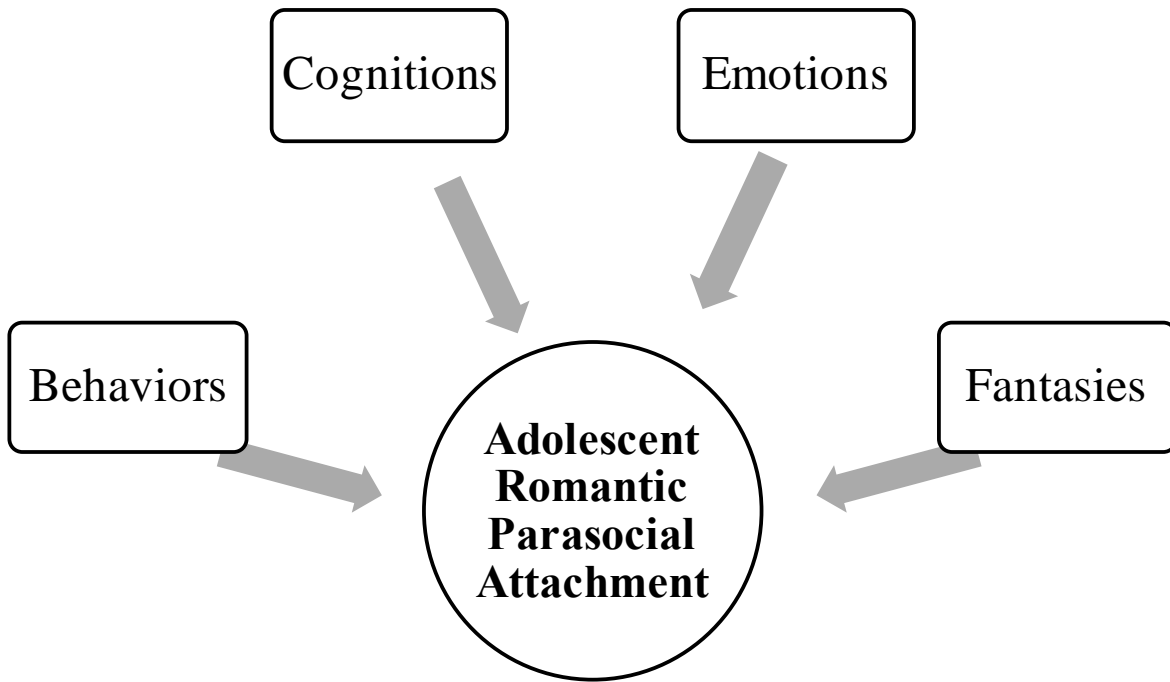 Cognitions
Emotions
Behaviors
Fantasies
Adolescent
Romantic
Parasocial
Attachment